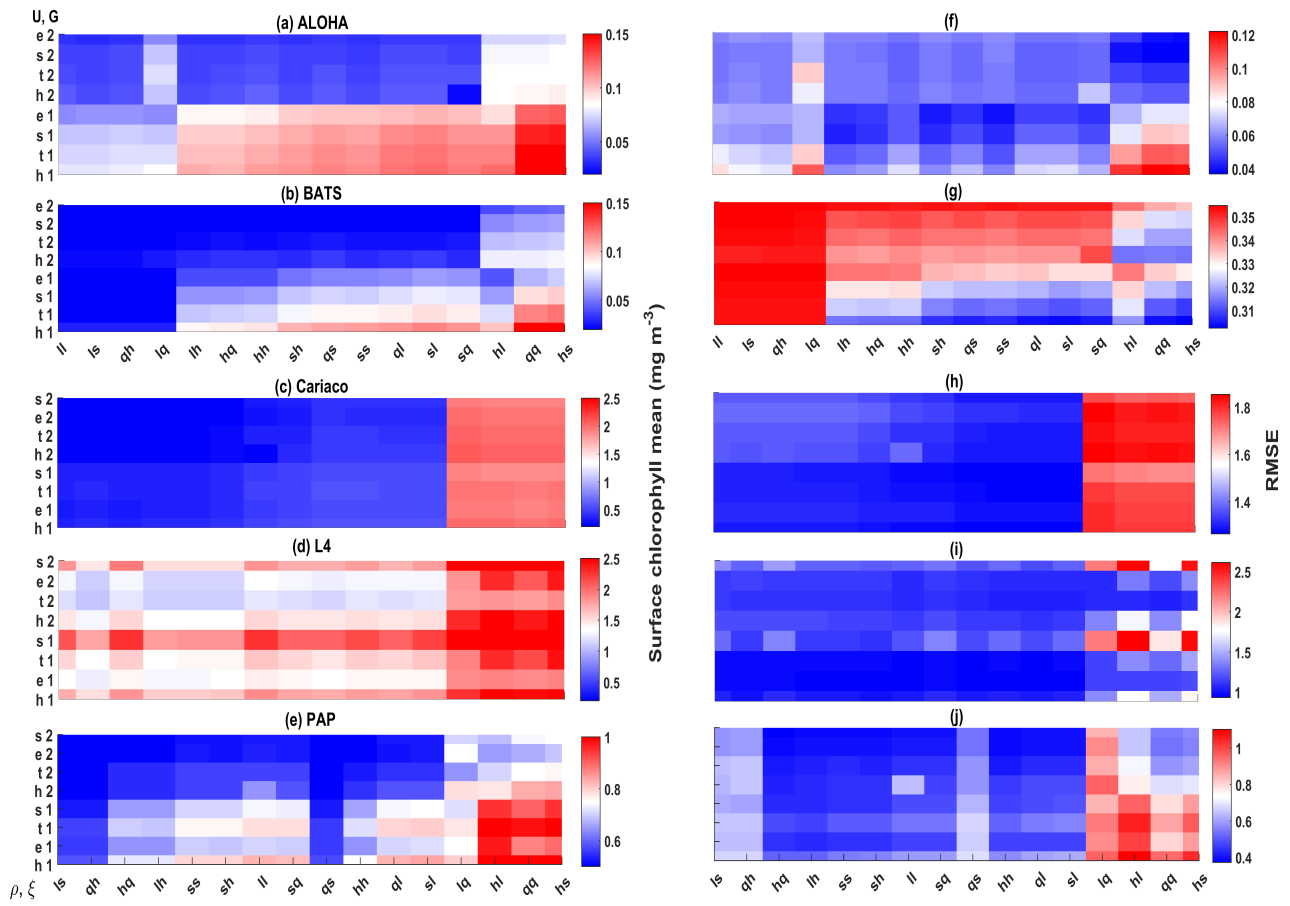 U, G
(a) ALOHA
e 2
s 2
t 2
h 2
e 1
s 1
t 1
h 1
0.15
0.1
0.05
(f)
0.12
0.1
0.08
0.06
0.04
(b) BATS
e 2
s 2
t 2
h 2
e 1
s 1
t 1
h 1
0.15
0.1
0.05
ll ls qh lq lh hq hh sh qs ss ql sl sq hl qq hs
(g)
0.35
0.34
0.33
0.32
0.31
ll ls qh lq lh hq hh sh qs ss ql sl sq hl qq hs
Surface chlorophyll mean (mg m⁻³)
(c) Cariaco
s 2
e 2
t 2
h 2
s 1
t 1
e 1
h 1
2.5
2
1.5
1
0.5
(h)
1.8
1.6
1.4
RMSE
(d) L4
s 2
e 2
t 2
h 2
s 1
t 1
e 1
h 1
2.5
2
1.5
1
0.5
(i)
2.5
2
1.5
1
(e) PAP
s 2
e 2
t 2
h 2
s 1
t 1
e 1
h 1
1
0.8
0.6
ρ, ξ
ls qh hq lh ss sh ll sq qs hh ql sl lq hl qq hs
(j)
1
0.8
0.6
0.4
ls qh hq lh ss sh ll sq qs hh ql sl lq hl qq hs